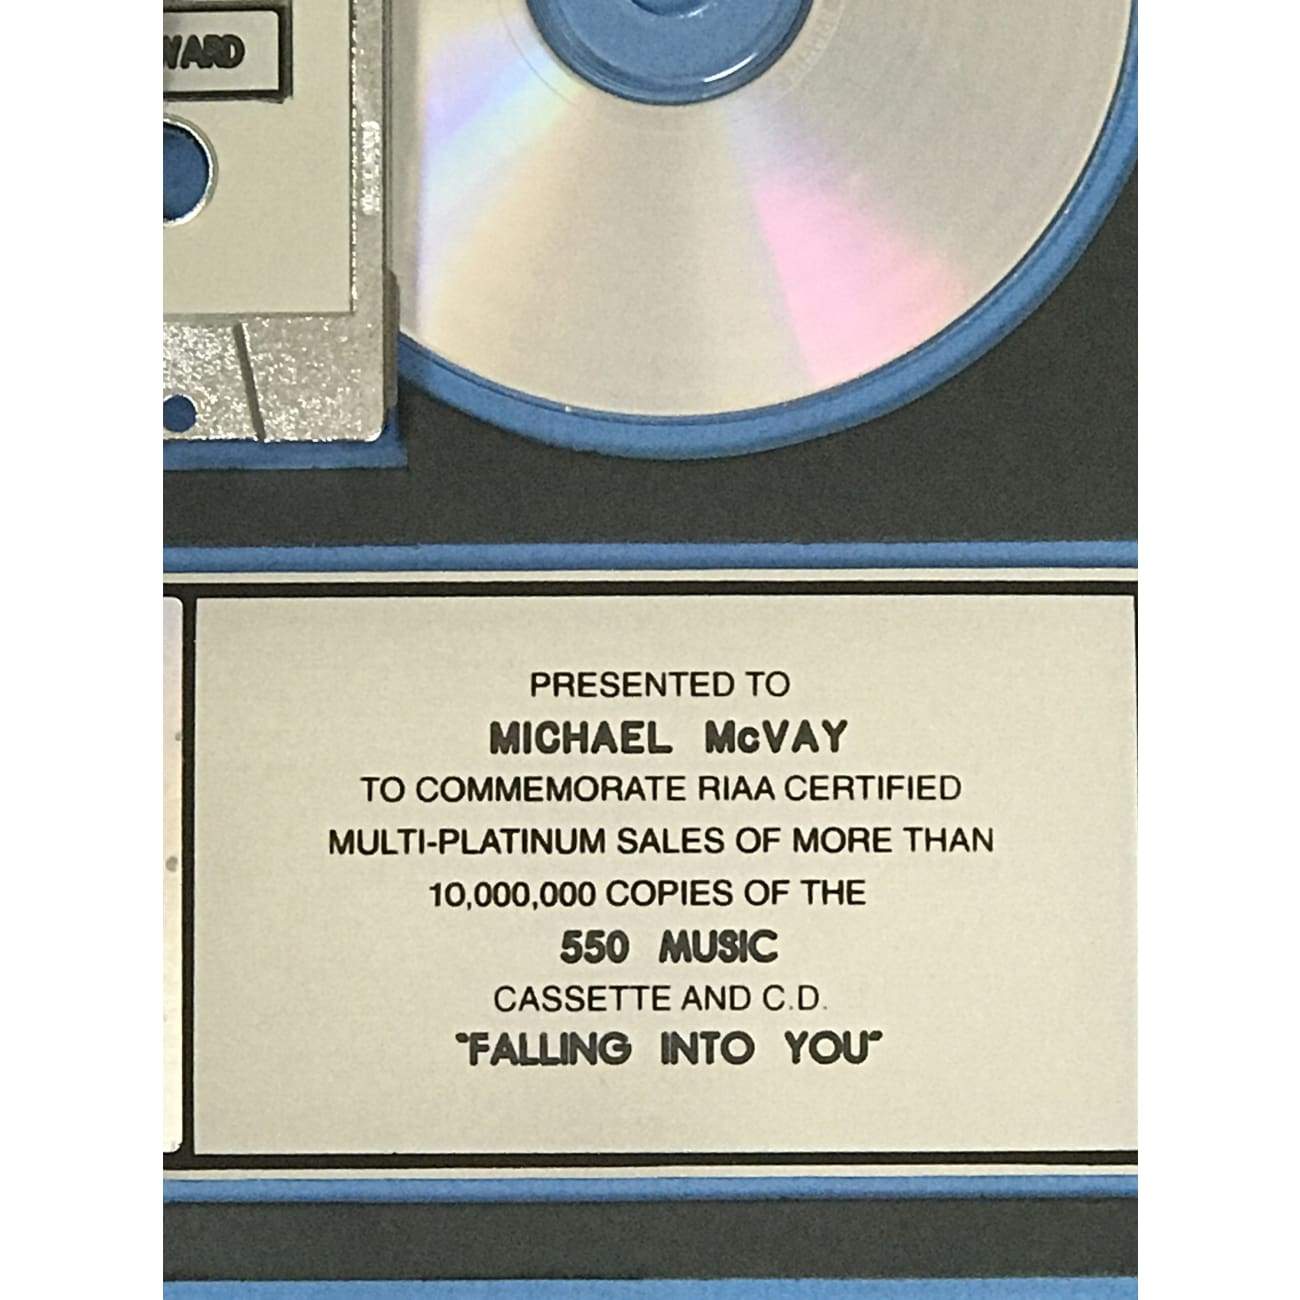 PRESENTED TO
MICHAEL McVAY
TO COMMEMORATE RIAA CERTIFIED
MULTI-PLATINUM SALES OF MORE THAN
10,000,000 COPIES OF THE
550 MUSIC
CASSETTE AND C.D.
"FALLING INTO YOU"